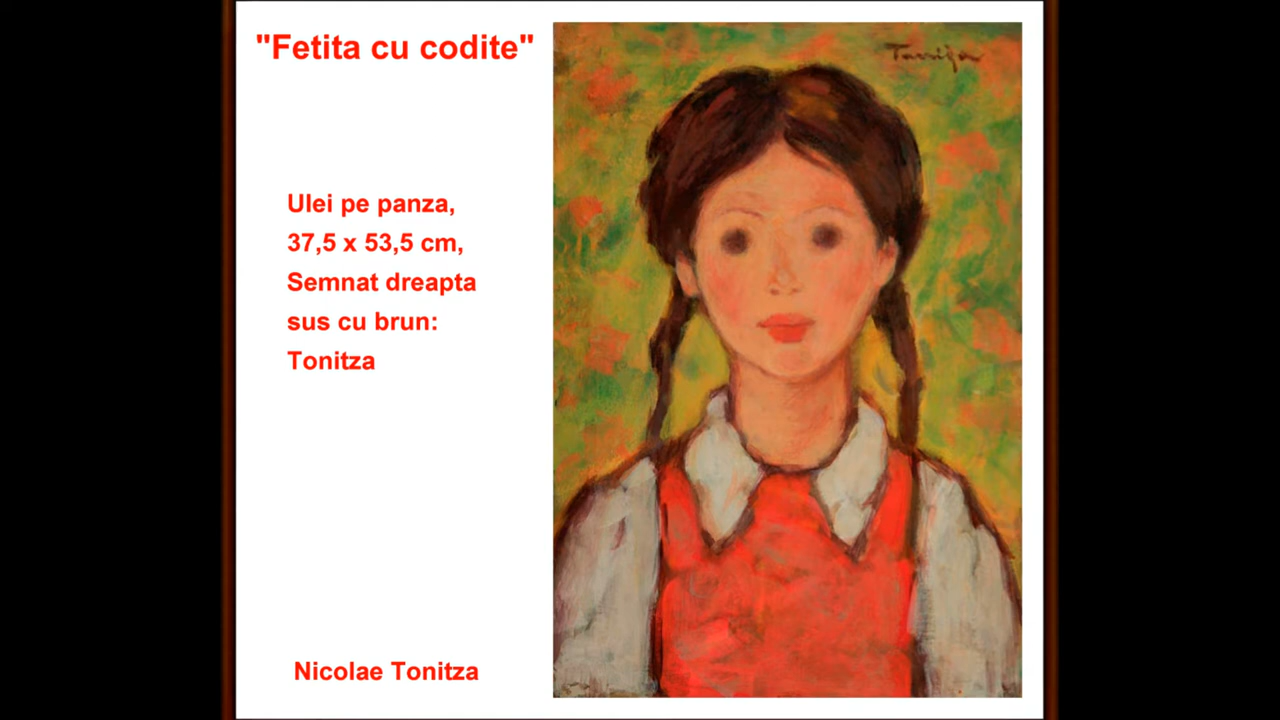 "Fetita cu codite"
Ulei pe panza,
37,5 x 53,5 cm,
Semnat dreapta
sus cu brun:
Tonitza
Nicolae Tonitza
Tonitza